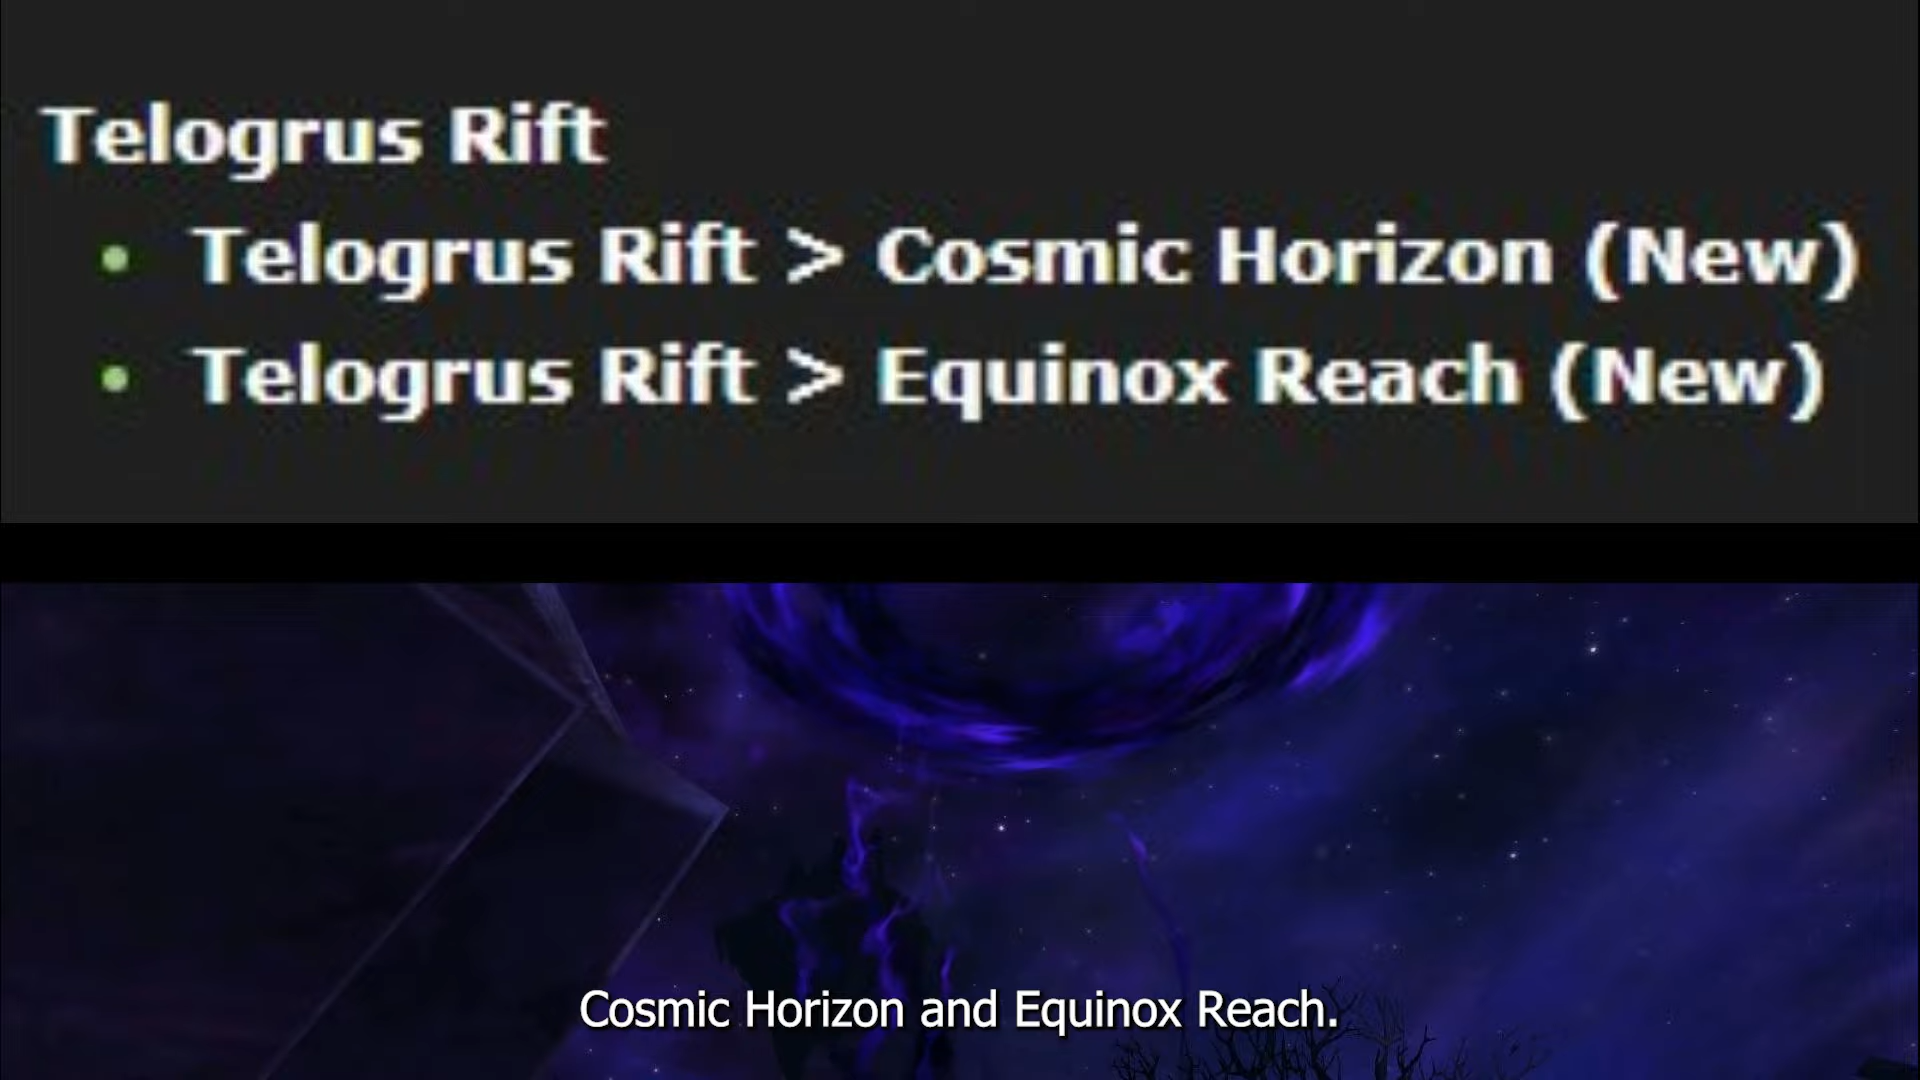 Telogrus Rift
Telogrus Rift > Cosmic Horizon (New)
Telogrus Rift > Equinox Reach (New)
Cosmic Horizon and Equinox Reach.